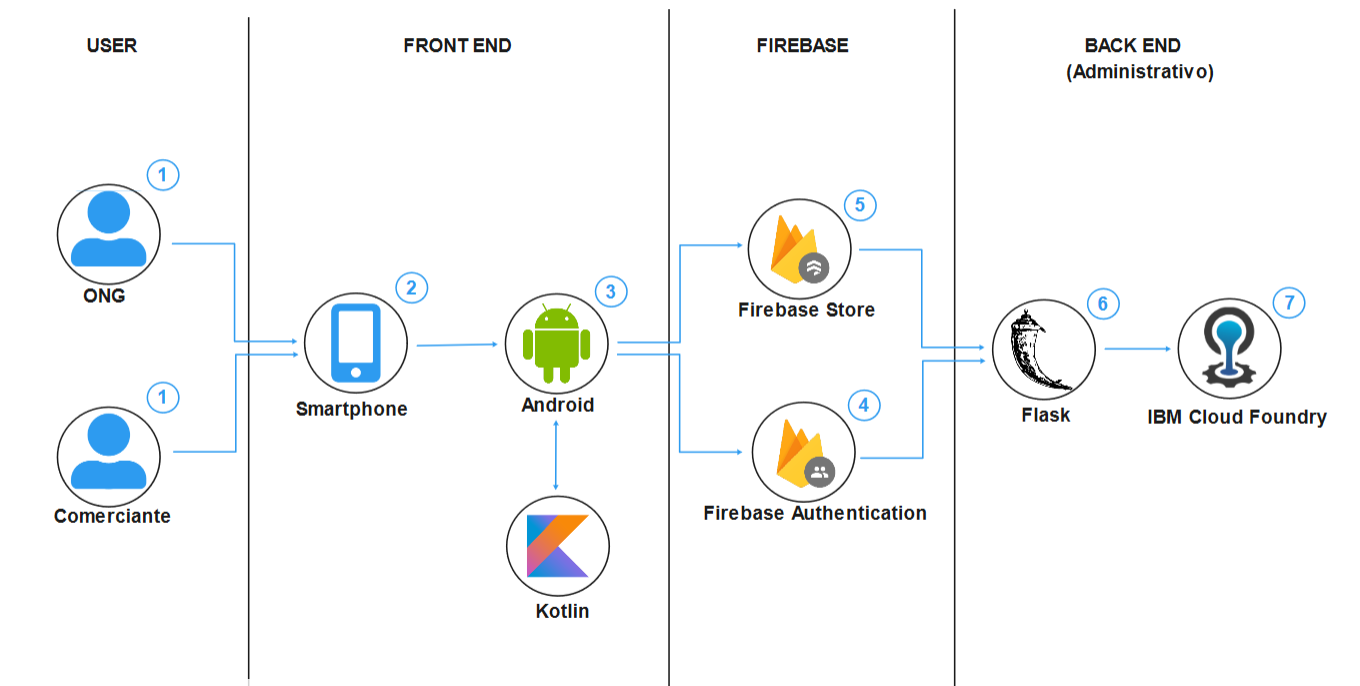 USER
FRONT END
FIREBASE
BACK END
(Administrativo)
1
ONG
1
Comerciante
2
Smartphone
3
Android
Kotlin
5
Firebase Store
4
Firebase Authentication
6
Flask
7
IBM Cloud Foundry